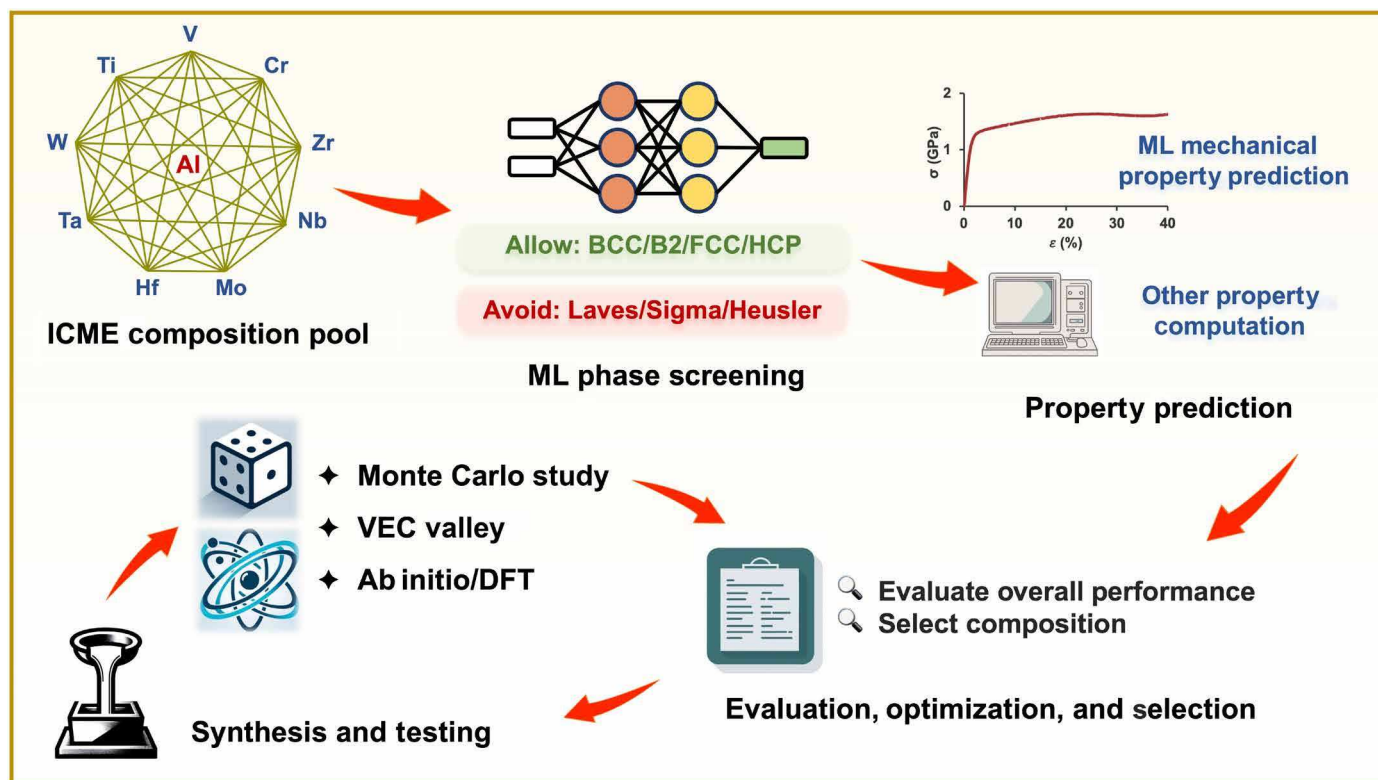 V
Ti
Cr
W
Al
Zr
Ta
Nb
Hf
Mo
ICME composition pool
Allow: BCC/B2/FCC/HCP
Avoid: Laves/Sigma/Heusler
ML phase screening
2
1
0
σ (GPa)
0
10
20
30
40
ε (%)
ML mechanical
property prediction
Other property
computation
Property prediction
✦ Monte Carlo study
✦ VEC valley
✦ Ab initio/DFT
Evaluate overall performance
Select composition
Evaluation, optimization, and selection
Synthesis and testing